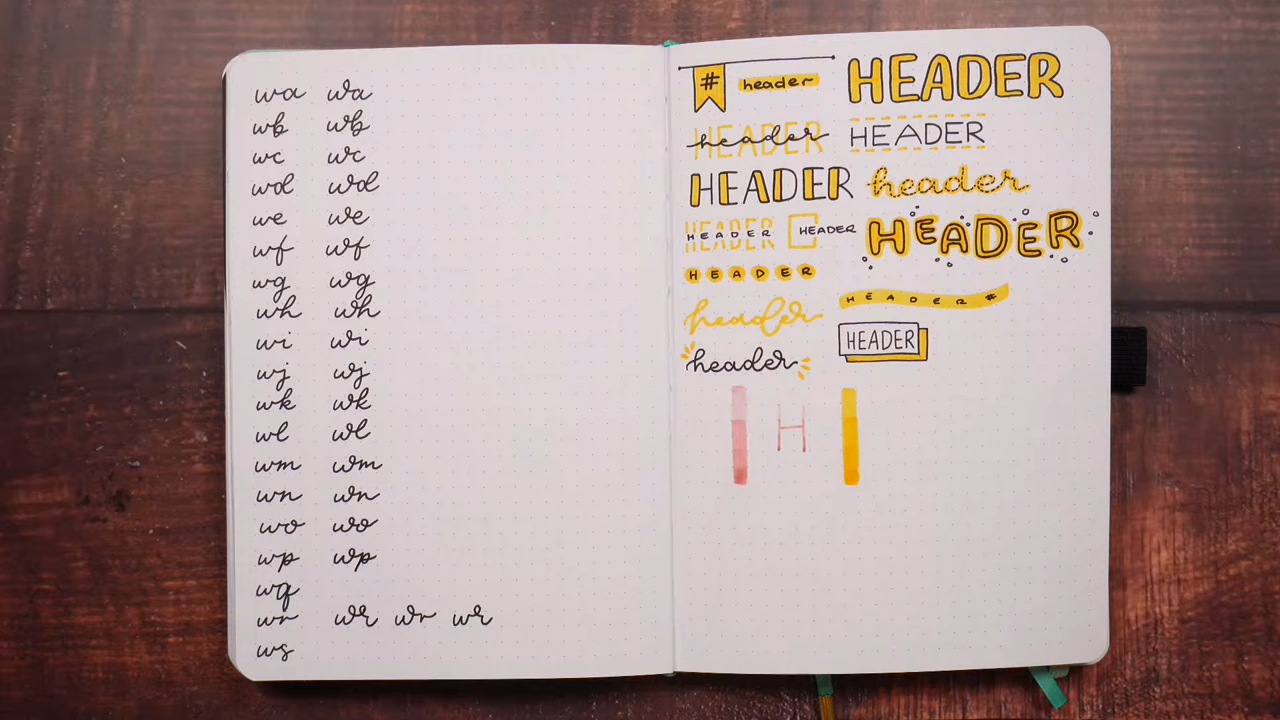 wa wa
wb wb
wc wc
wd wd
we we
wf wf
wg wg
wh wh
wi wi
wj wj
wk wk
wl wl
wm wm
wn wn
wo wo
wp wp
wq
wr wr wr wr
ws
# header HEADER
HEADER header HEADER
HEADER header
HEADER HEADER HEADER HEADER
HEADER
HEADER #
header
HEADER
header
H